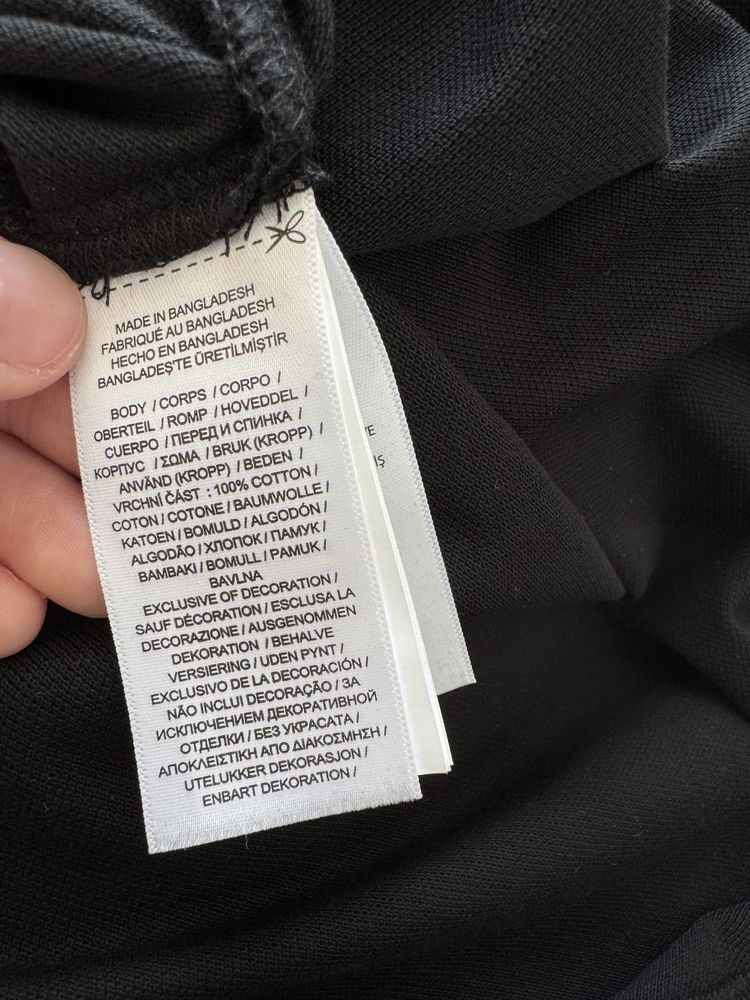 MADE IN BANGLADESH
FABRIQUÉ AU BANGLADESH
HECHO EN BANGLADESH
BANGLADEŞ'TE ÜRETİLMİŞTİR
BODY / CORPS / CORPO /
OBERTEIL / ROMP / HOVEDDEL /
CUERPO / ПЕРЕД И СПИНКА /
КОРПУС / ΣΩΜΑ / BRUK (KROPP) /
ANVÄND (KROPP) / BEDEN /
VRCHNÍ ČÁST : 100% COTTON /
COTON / COTONE / BAUMWOLLE /
KATOEN / BOMULD / ALGODÓN /
ALGODÃO / ХЛОПОК / ПАМУК /
BAMBAKI / BOMULL / PAMUK /
BAVLNA
EXCLUSIVE OF DECORATION /
SAUF DÉCORATION / ESCLUSA LA
DECORAZIONE / AUSGENOMMEN
DEKORATION / BEHALVE
VERSIERING / UDEN PYNT /
EXCLUSIVO DE LA DECORACIÓN /
NÃO INCLUI DECORAÇÃO / ЗА
ИСКЛЮЧЕНИЕМ ДЕКОРАТИВНОЙ
ОТДЕЛКИ / БЕЗ УКРАСАТА /
ΑΠΟΚΛΕΙΣΤΙΚΗ ΑΠΟ ΔΙΑΚΟΣΜΗΣΗ /
UTELUKKER DEKORASJON /
ENBART DEKORATION /